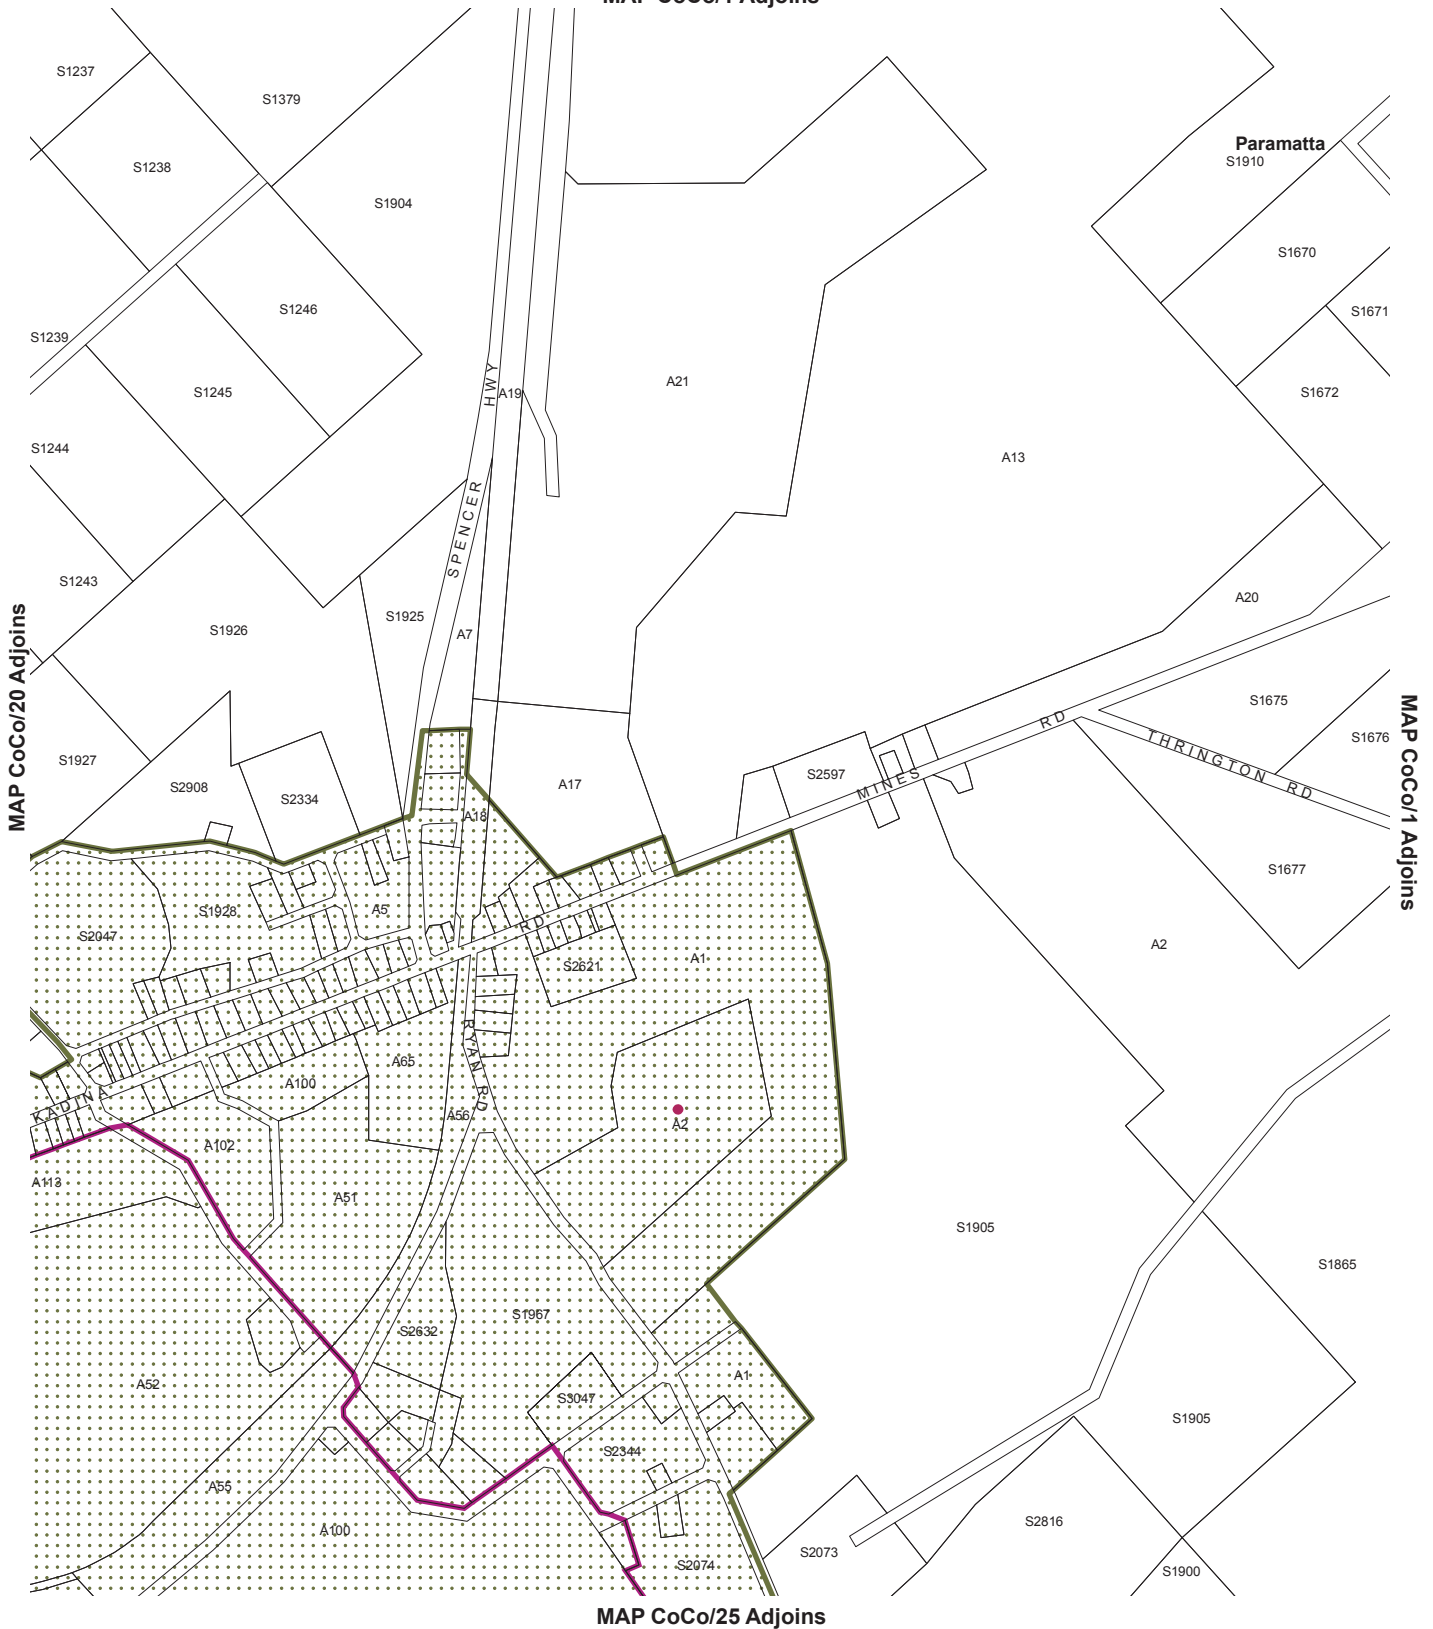 MAP CoCo/1 Adjoins
S1237
S1379
Paramatta
S1910
S1238
S1904
S1670
S1246
S1671
S1239
HWY
A19
A21
S1245
S1672
S1244
A13
SPENCER
S1243
A20
S1925
S1926
A7
MAP CoCo/20 Adjoins
MAP CoCo/1 Adjoins
S1675
RD
S1676
THRINGTON RD
S1927
S2908
S2334
A17
S2597
MINES
A18
S1677
S1928
A5
RD
S2047
A2
A1
S2621
RYAN RD
A65
A100
KADINA
A56
A2
A102
A113
A51
S1905
S1865
S1967
S2632
A1
A52
S3047
S1905
S2344
A55
A100
S2816
S2073
S2074
S1900
MAP CoCo/25 Adjoins